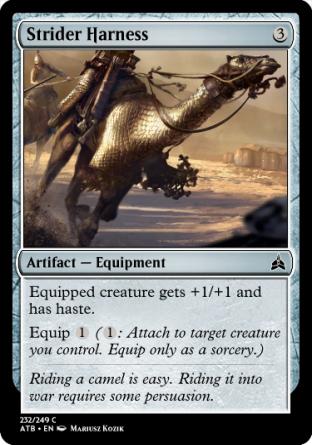 Strider Harness 3
Artifact — Equipment
Equipped creature gets +1/+1 and
has haste.
Equip 1 ( 1 : Attach to target creature
you control. Equip only as a sorcery.)
Riding a camel is easy. Riding it into
war requires some persuasion.
232/249 C
ATB • EN Mariusz Kozik